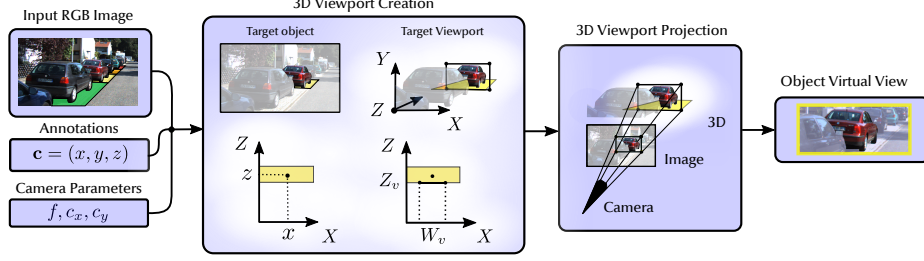 3D Viewport Creation
Input RGB Image
Target object
Target Viewport
3D Viewport Projection
Y
Z
X
Object Virtual View
3D
Image
Camera
Annotations
c = (x, y, z)
Camera Parameters
f, c_x, c_y
Z
z
x
X
Z
Z_v
W_v
X